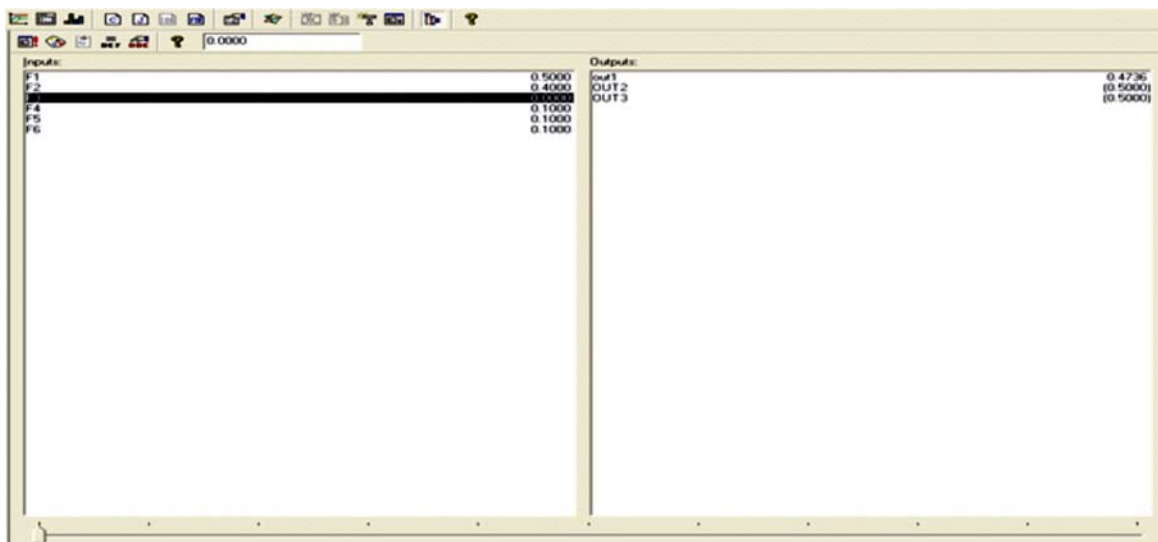 0.0000
Inputs:
F1 0.5000
F2 0.4000
0.0000
F4 0.1000
F5 0.1000
F6 0.1000
Outputs:
out1 0.4736
OUT2 (0.5000)
OUT3 (0.5000)